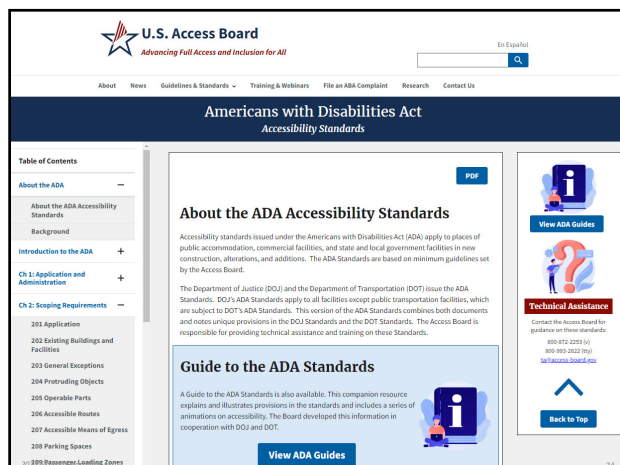 U.S. Access Board
Advancing Full Access and Inclusion for All
En Español
About News Guidelines & Standards Training & Webinars File an ABA Complaint Research Contact Us
Americans with Disabilities Act
Accessibility Standards
Table of Contents
About the ADA
About the ADA Accessibility
Standards
Background
Introduction to the ADA
Ch 1: Application and
Administration
Ch 2: Scoping Requirements
201 Application
202 Existing Buildings and
Facilities
203 General Exceptions
204 Protruding Objects
205 Operable Parts
206 Accessible Routes
207 Accessible Means of Egress
208 Parking Spaces
209 Passenger Loading Zones
PDF
About the ADA Accessibility Standards
Accessibility standards issued under the Americans with Disabilities Act (ADA) apply to places of
public accommodation, commercial facilities, and state and local government facilities in new
construction, alterations, and additions. The ADA Standards are based on minimum guidelines set
by the Access Board.
The Department of Justice (DOJ) and the Department of Transportation (DOT) issue the ADA
Standards. DOJ's ADA Standards apply to all facilities except public transportation facilities, which
are subject to DOT's ADA Standards. This version of the ADA Standards combines both documents
and notes unique provisions in the DOJ Standards and the DOT Standards. The Access Board is
responsible for providing technical assistance and training on these Standards.
Guide to the ADA Standards
A Guide to the ADA Standards is also available. This companion resource
explains and illustrates provisions in the standards and includes a series of
animations on accessibility. The Board developed this information in
cooperation with DOJ and DOT.
View ADA Guides
View ADA Guides
Technical Assistance
Contact the Access Board for
guidance on these standards:
800-872-2253 (v)
800-993-2822 (tty)
ta@access-board.gov
Back to Top
24